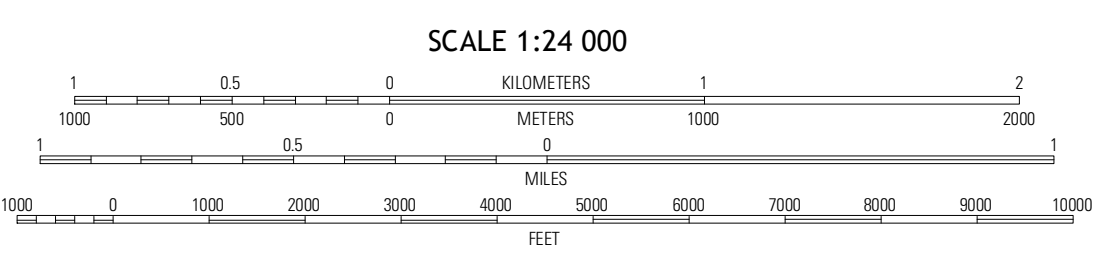 SCALE 1:24 000
1 0.5 0 KILOMETERS 1 2
1000 500 0 METERS 1000 2000
1 0.5 0 1
MILES
1000 0 1000 2000 3000 4000 5000 6000 7000 8000 9000 10000
FEET